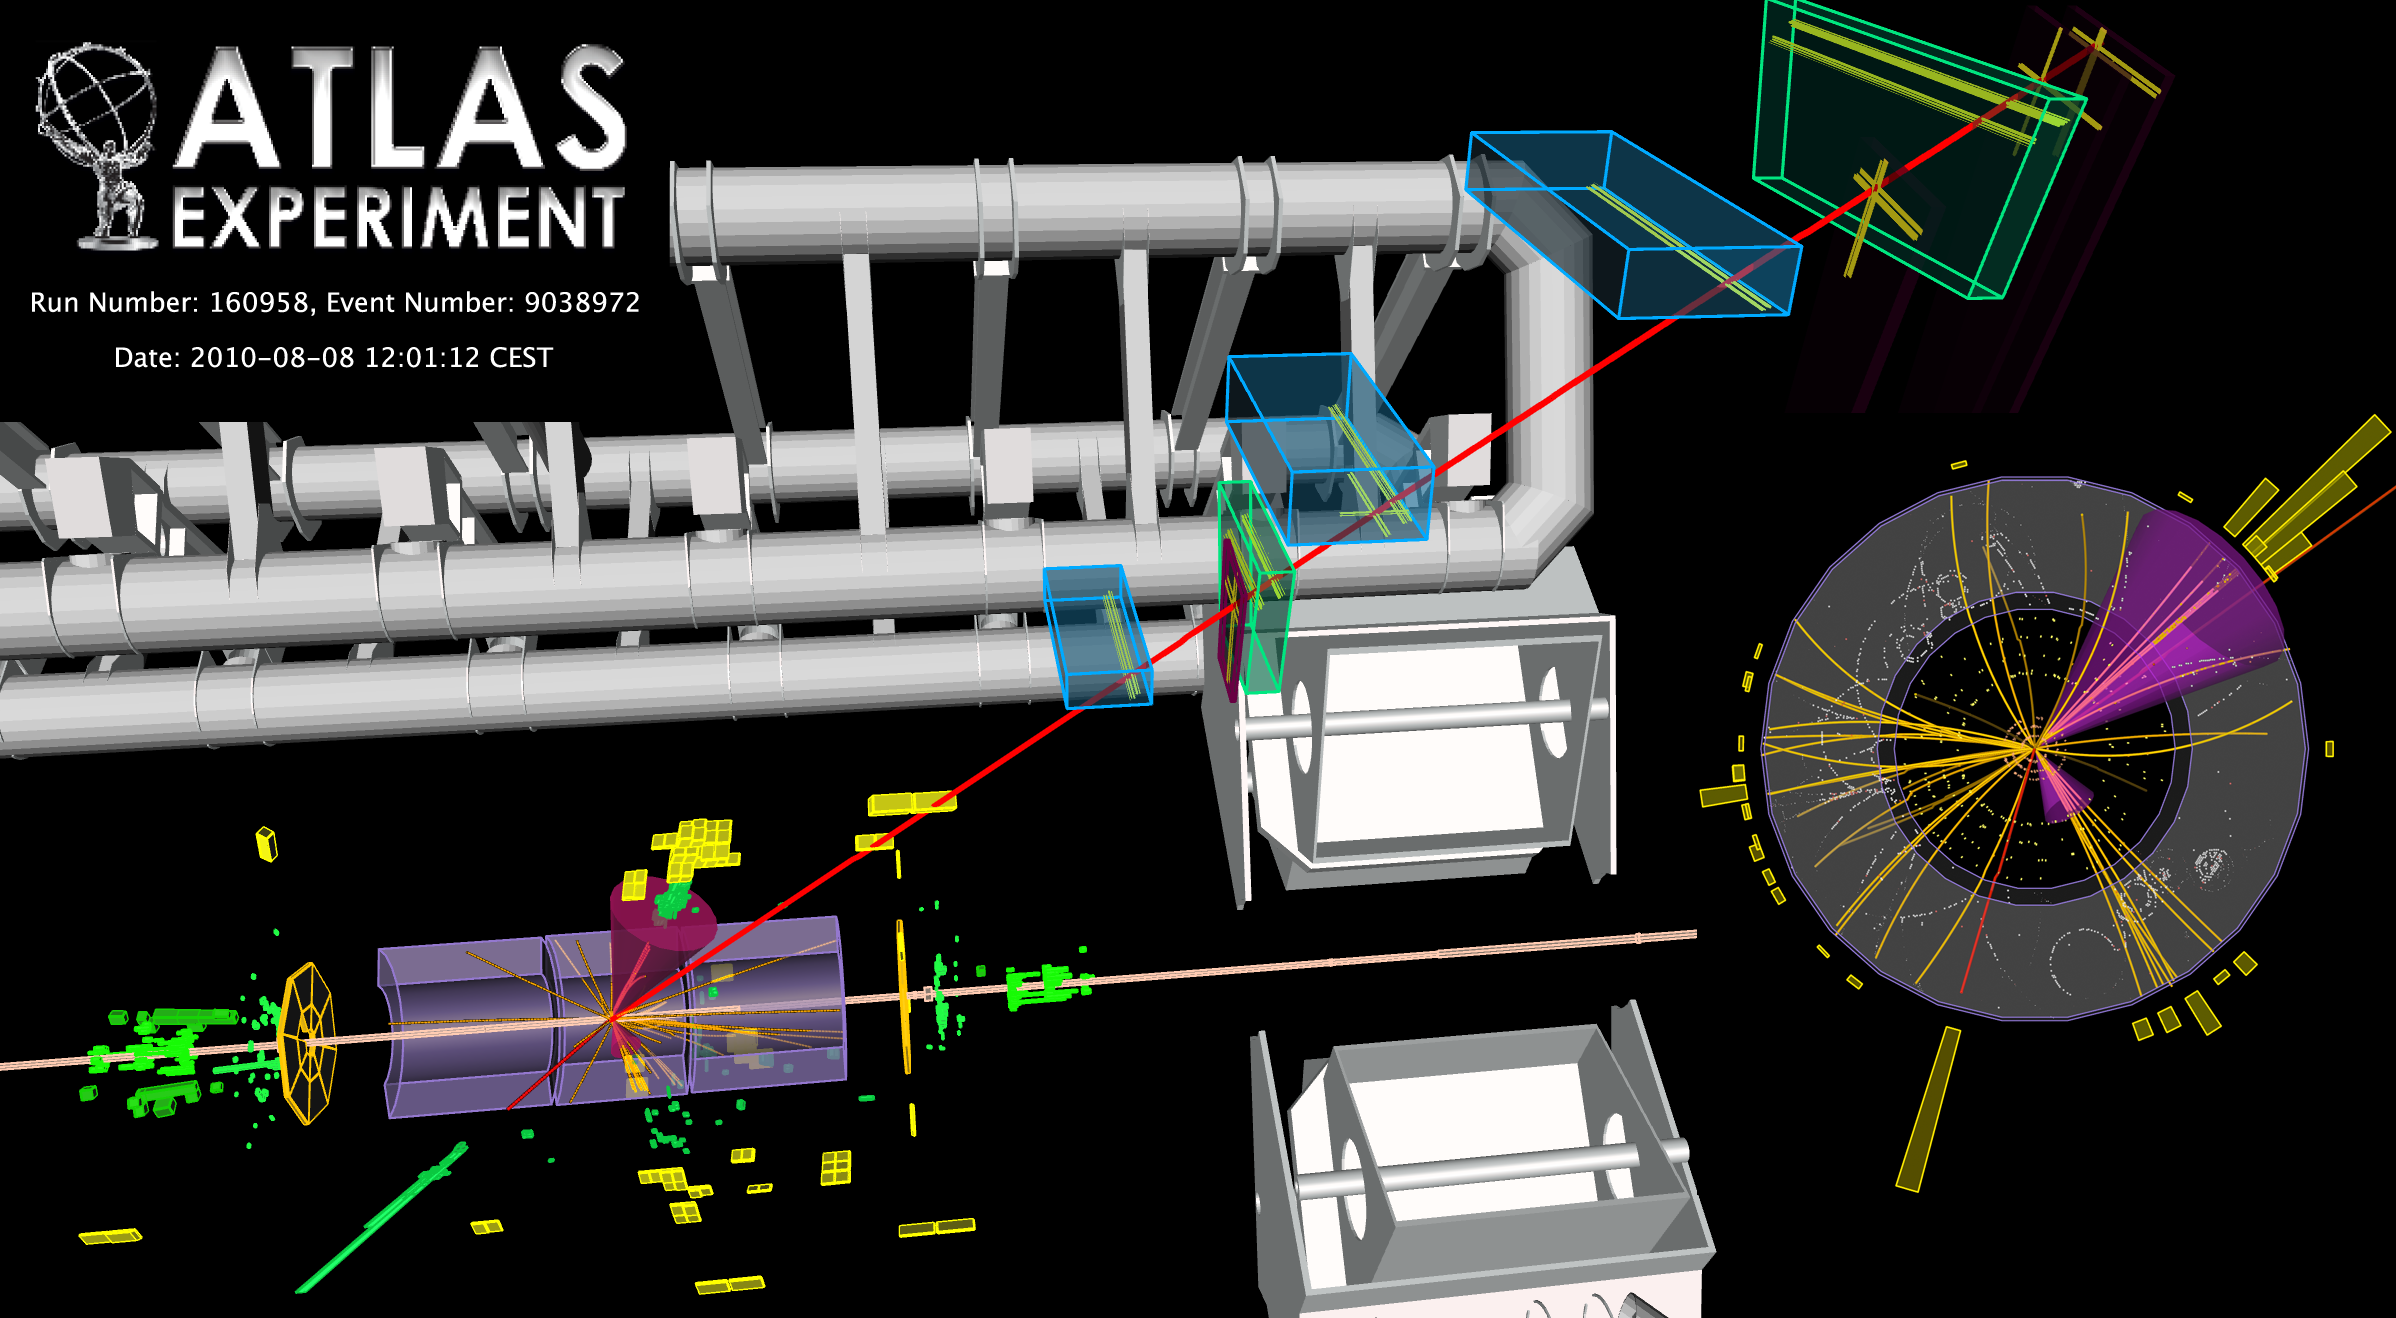 ATLAS
EXPERIMENT
Run Number: 160958, Event Number: 9038972
Date: 2010-08-08 12:01:12 CEST